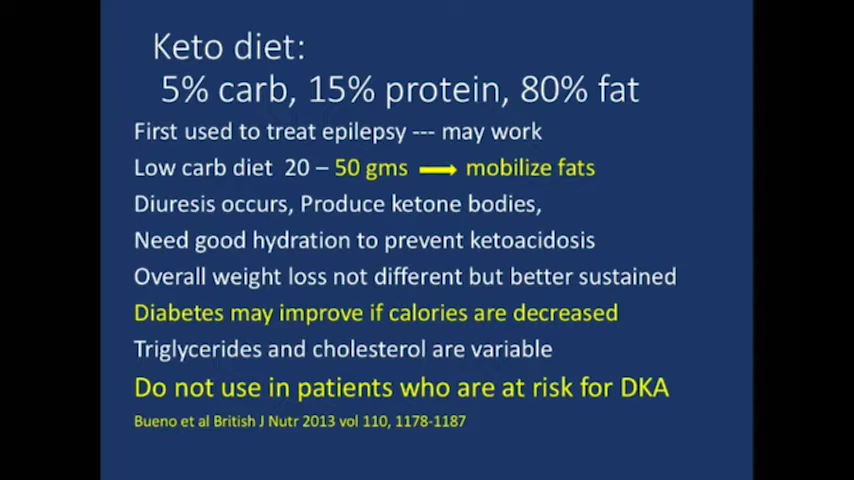 Keto diet:
5% carb, 15% protein, 80% fat
First used to treat epilepsy --- may work
Low carb diet 20 – 50 gms → mobilize fats
Diuresis occurs, Produce ketone bodies,
Need good hydration to prevent ketoacidosis
Overall weight loss not different but better sustained
Diabetes may improve if calories are decreased
Triglycerides and cholesterol are variable
Do not use in patients who are at risk for DKA
Bueno et al British J Nutr 2013 vol 110, 1178-1187